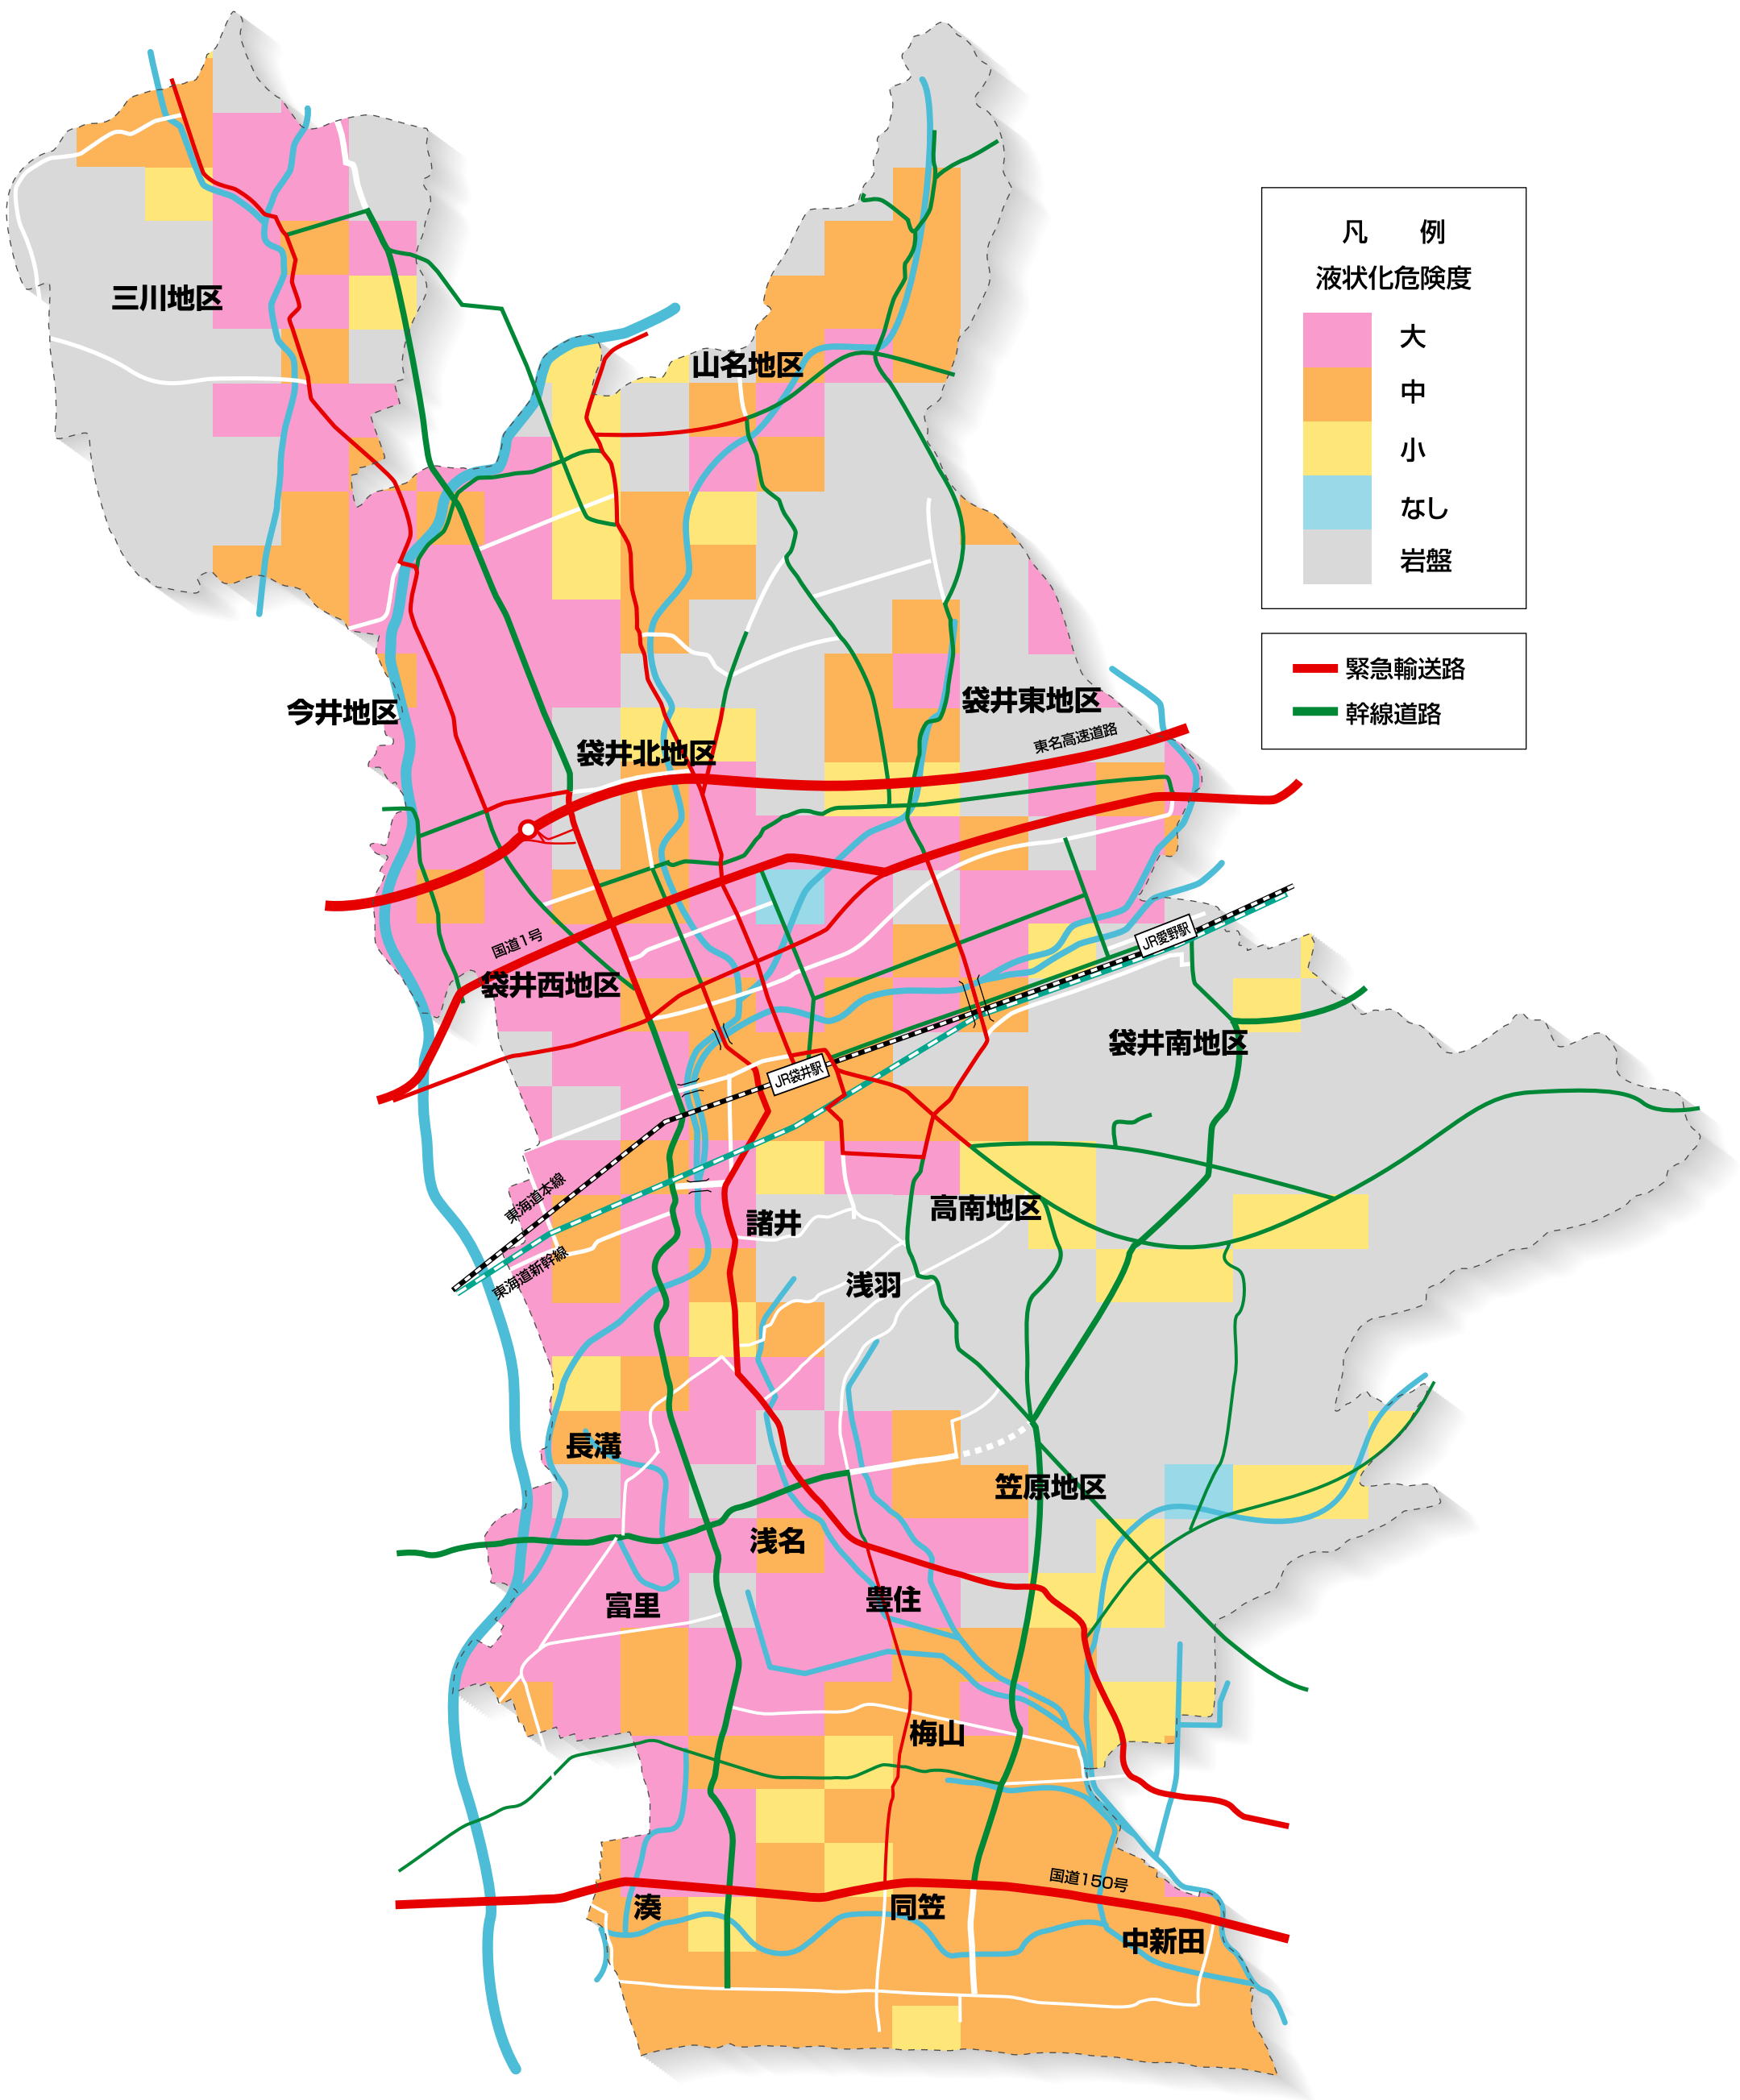 凡 例
液状化危険度
大
中
小
なし
岩盤
緊急輸送路
幹線道路
三川地区
山名地区
今井地区
袋井北地区
袋井東地区
東名高速道路
国道1号
袋井西地区
JR愛野駅
袋井南地区
JR袋井駅
東海道本線
東海道新幹線
諸井
高南地区
浅羽
長溝
笠原地区
浅名
富里
豊住
梅山
国道150号
湊
同笠
中新田